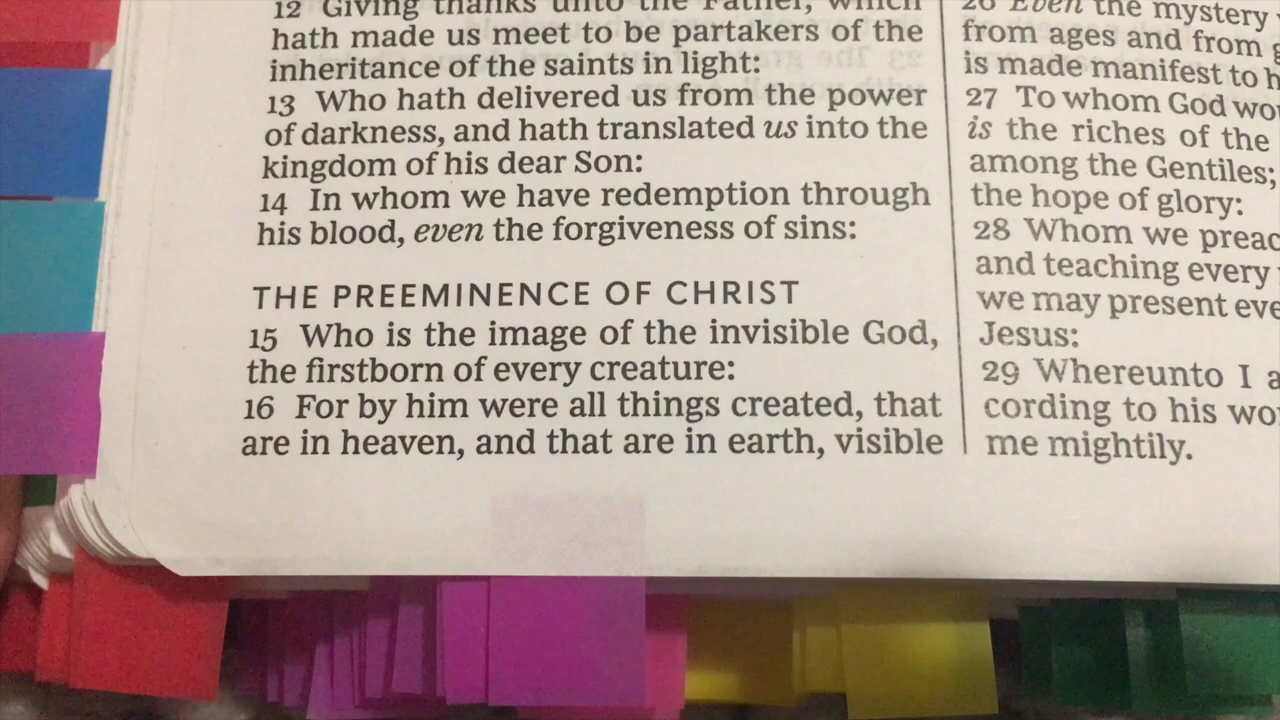 12 Giving thanks unto the Father, which
hath made us meet to be partakers of the
inheritance of the saints in light:
13 Who hath delivered us from the power
of darkness, and hath translated us into the
kingdom of his dear Son:
14 In whom we have redemption through
his blood, even the forgiveness of sins:
THE PREEMINENCE OF CHRIST
15 Who is the image of the invisible God,
the firstborn of every creature:
16 For by him were all things created, that
are in heaven, and that are in earth, visible
26 Even the mystery
from ages and from
is made manifest to
27 To whom God
is the riches of the
among the Gentiles;
the hope of glory:
28 Whom we
and teaching every
we may present
Jesus:
29 Whereunto I
cording to his
me mightily.